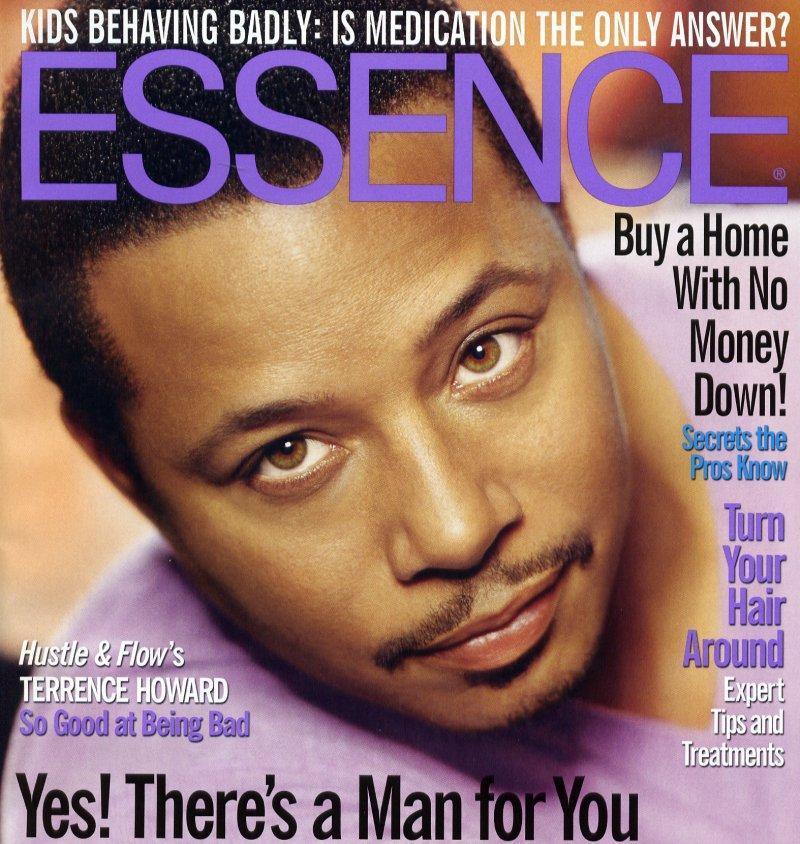 KIDS BEHAVING BADLY: IS MEDICATION THE ONLY ANSWER?
ESSENCE®
Buy a Home
With No
Money
Down!
Secrets the
Pros Know
Turn
Your
Hair
Around
Expert
Tips and
Treatments
Hustle & Flow's
TERRENCE HOWARD
So Good at Being Bad
Yes! There's a Man for You